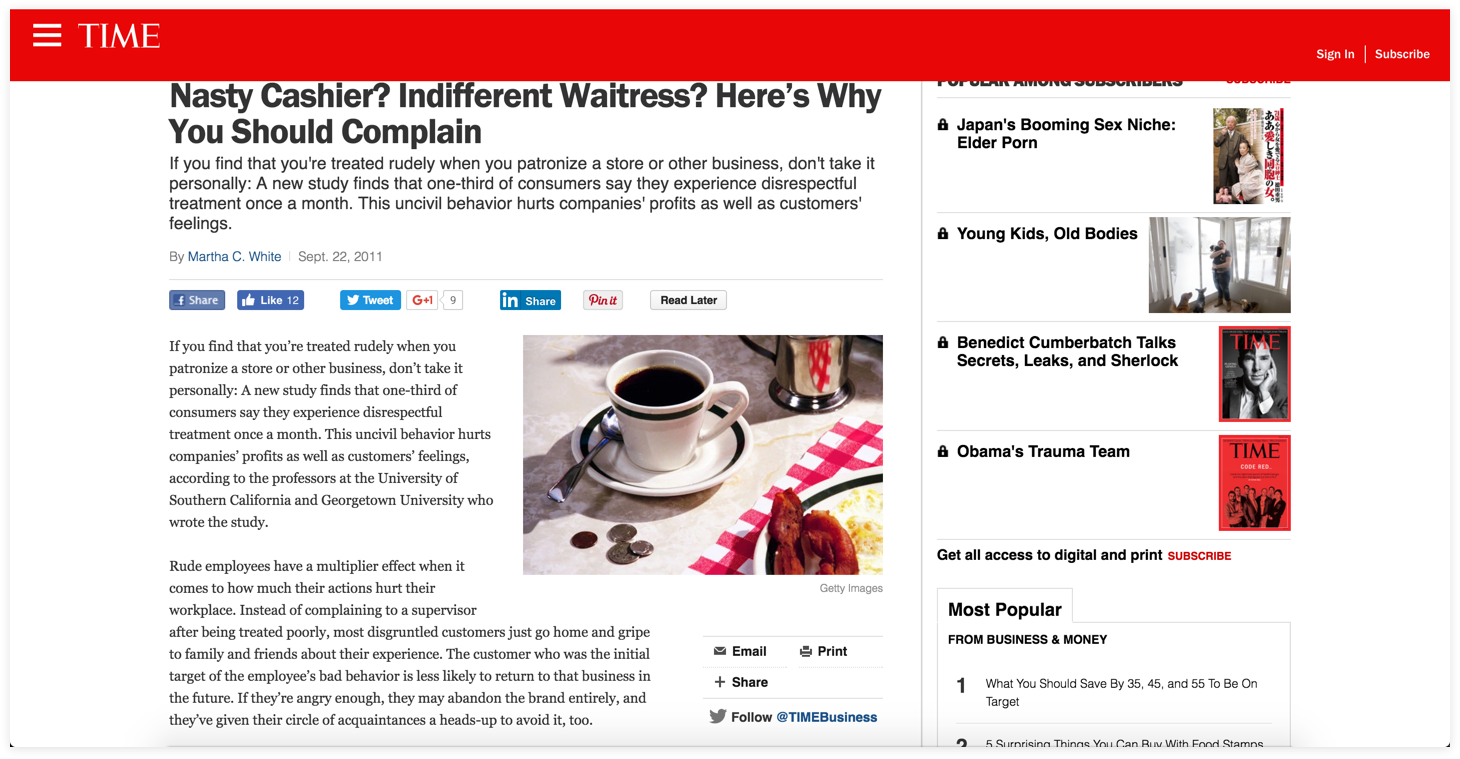 TIME
Sign In
Subscribe
Nasty Cashier? Indifferent Waitress? Here's Why
You Should Complain
If you find that you're treated rudely when you patronize a store or other business, don't take it
personally: A new study finds that one-third of consumers say they experience disrespectful
treatment once a month. This uncivil behavior hurts companies' profits as well as customers'
feelings.
By Martha C. White Sept. 22, 2011
Share
Like 12
Tweet
G+1
9
in Share
Pin it
Read Later
If you find that you’re treated rudely when you
patronize a store or other business, don’t take it
personally: A new study finds that one-third of
consumers say they experience disrespectful
treatment once a month. This uncivil behavior hurts
companies’ profits as well as customers’ feelings,
according to the professors at the University of
Southern California and Georgetown University who
wrote the study.
Rude employees have a multiplier effect when it
comes to how much their actions hurt their
workplace. Instead of complaining to a supervisor
after being treated poorly, most disgruntled customers just go home and gripe
to family and friends about their experience. The customer who was the initial
target of the employee’s bad behavior is less likely to return to that business in
the future. If they’re angry enough, they may abandon the brand entirely, and
they’ve given their circle of acquaintances a heads-up to avoid it, too.
Getty Images
Email
Print
Share
Follow @TIMEBusiness
POPULAR AMONG SUBSCRIBERS
SUBSCRIBE
Japan's Booming Sex Niche:
Elder Porn
Young Kids, Old Bodies
Benedict Cumberbatch Talks
Secrets, Leaks, and Sherlock
TIME
Obama's Trauma Team
TIME
CODE RED
Get all access to digital and print SUBSCRIBE
Most Popular
FROM BUSINESS & MONEY
1
What You Should Save By 35, 45, and 55 To Be On
Target
2
5 Surprising Things You Can Buy With Food Stamps